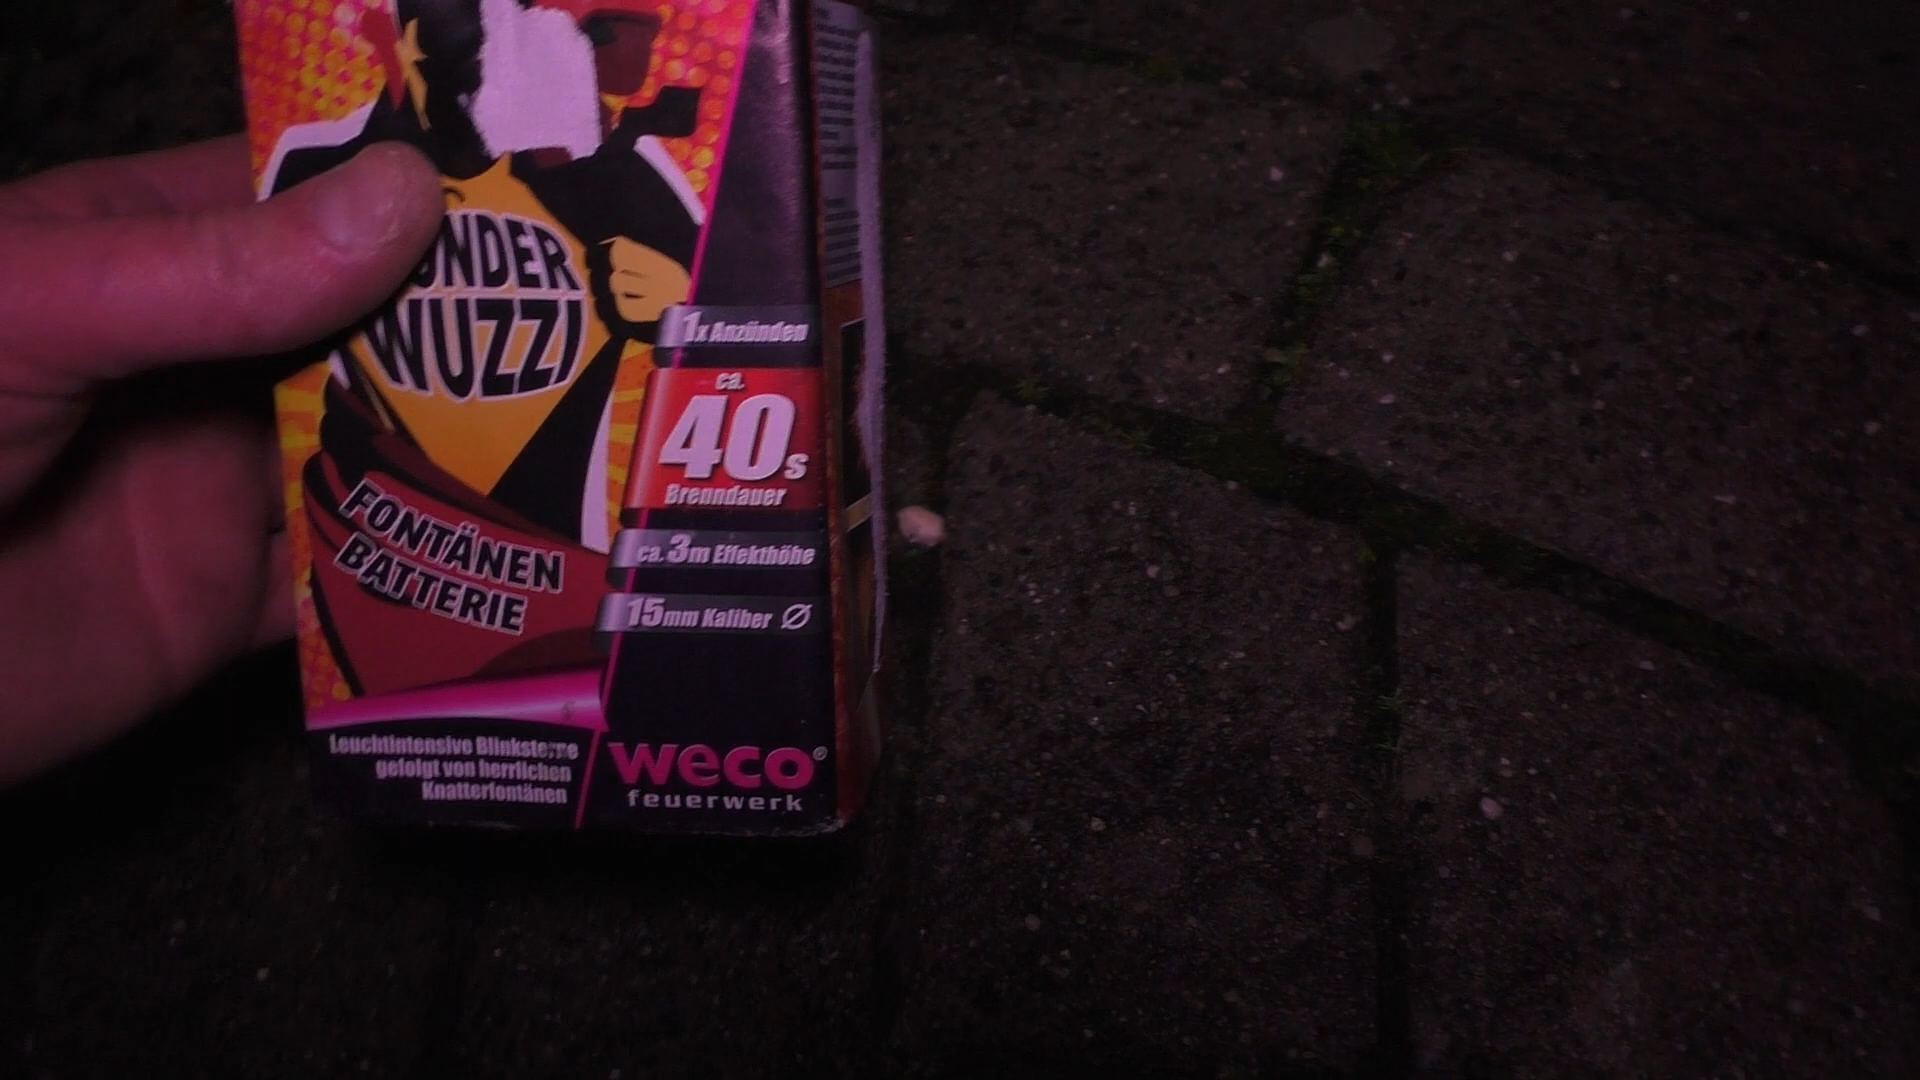 WUZZI
FONTÄNEN
BATTERIE
1x Anzünden
ca.
40s
Brenndauer
ca. 3m Effekthöhe
15mm Kaliber Ø
Leuchtintensive Blinksterne
gefolgt von herrlichen
Knatterfontänen
weco®
feuerwerk